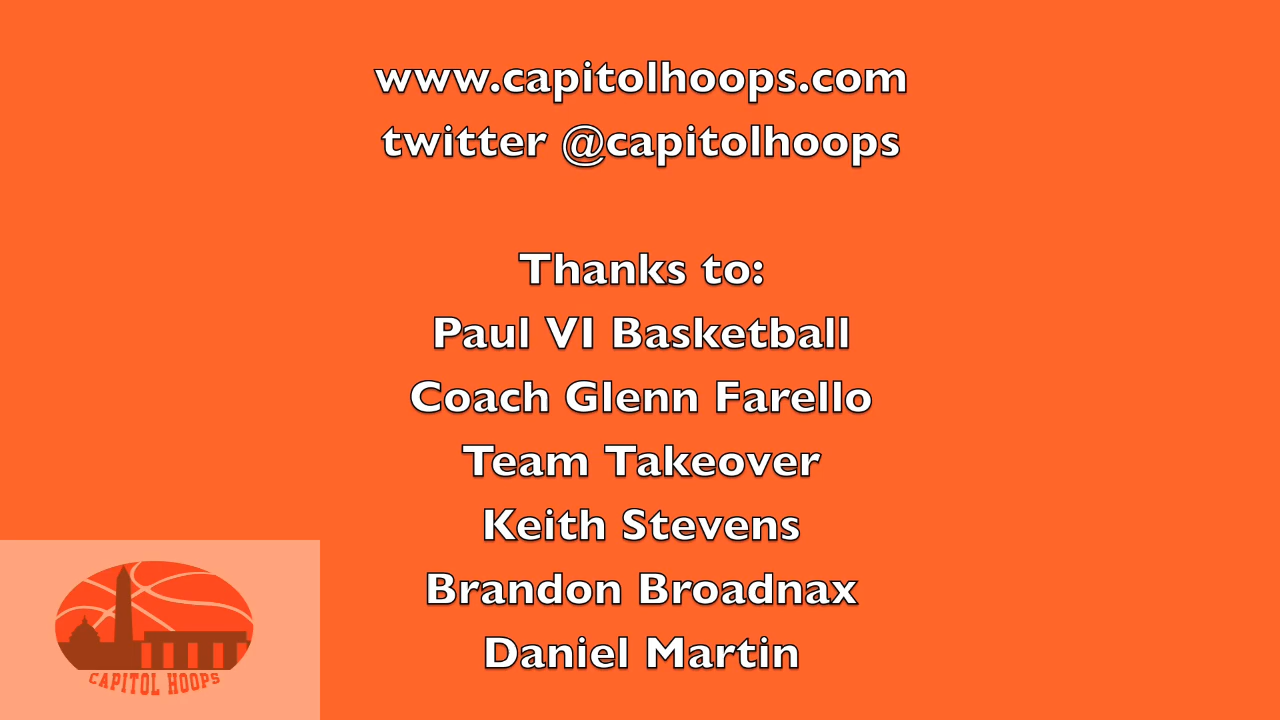 www.capitolhoops.com
twitter @capitolhoops
Thanks to:
Paul VI Basketball
Coach Glenn Farello
Team Takeover
Keith Stevens
Brandon Broadnax
Daniel Martin
CAPITOL HOOPS